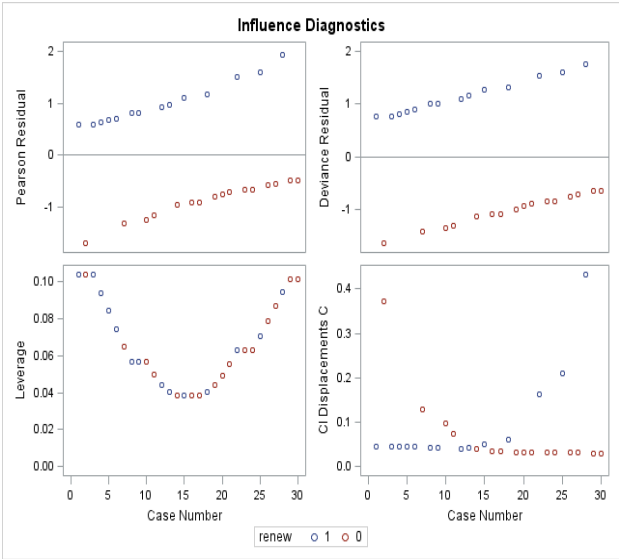 Influence Diagnostics
Pearson Residual
2
1
0
-1
Deviance Residual
2
1
0
-1
Leverage
0.10
0.08
0.06
0.04
0.02
0.00
0 5 10 15 20 25 30
Case Number
CI Displacements C
0.4
0.3
0.2
0.1
0.0
0 5 10 15 20 25 30
Case Number
renew 1 0